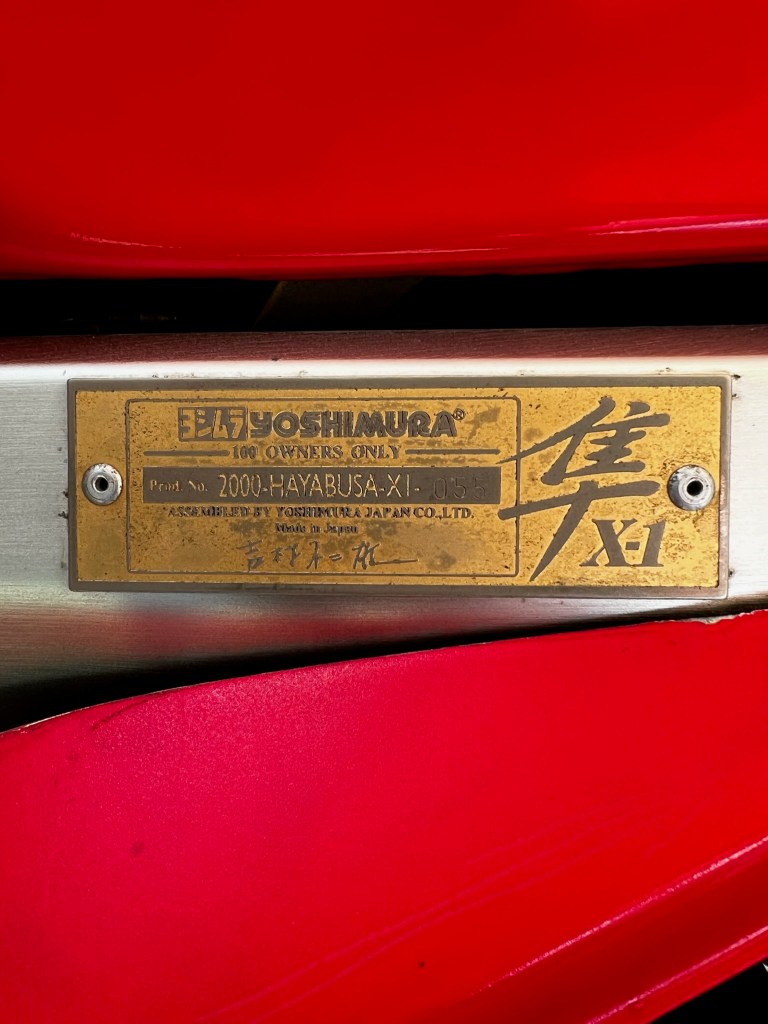 ヨシムラ YOSHIMURA®
100 OWNERS ONLY
Prod. No. 2000-HAYABUSA-X1-
ASSEMBLED BY YOSHIMURA JAPAN CO.,LTD.
Made in Japan
隼
X-1